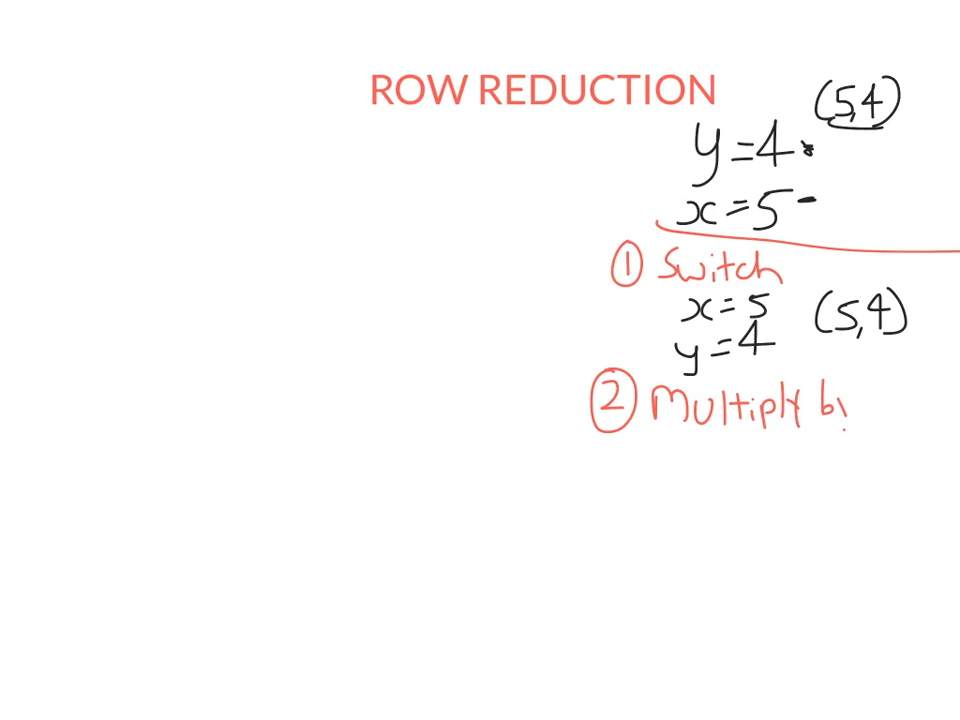 ROW REDUCTION
(5,4)
y=4
x=5
① Switch
x=5
(5,4)
y=4
② Multiply